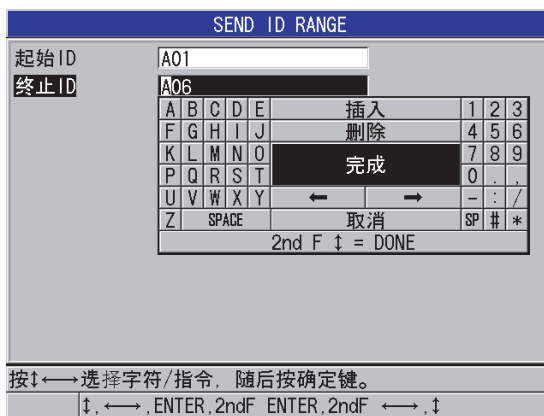 SEND ID RANGE
起始ID A01
终止ID A06
A B C D E 插入 1 2 3
F G H I J 删除 4 5 6
K L M N O 完成 7 8 9
P Q R S T 0 . ,
U V W X Y ← → - : /
Z SPACE 取消 SP # *
2nd F ↕ = DONE
按↕←→选择字符/指令, 随后按确定键。
↕, ←→ ,ENTER,2ndF ENTER,2ndF ←→ ,↕